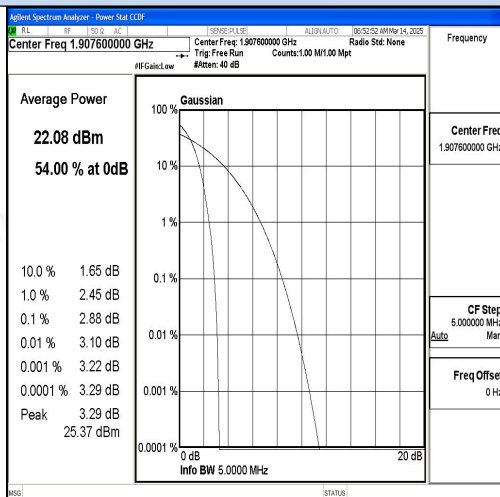 Agilent Spectrum Analyzer - Power Stat CCDF
RL RF 50 Ω AC SENSE:PULSE ALIGN AUTO 06:52:52 AM Mar 14, 2025
Center Freq 1.907600000 GHz
Center Freq: 1.907600000 GHz Radio Std: None
Trig: Free Run Counts:1.00 M/1.00 Mpt
#IFGain:Low #Atten: 40 dB
Frequency
Average Power
22.08 dBm
54.00 % at 0dB
10.0 % 1.65 dB
1.0 % 2.45 dB
0.1 % 2.88 dB
0.01 % 3.10 dB
0.001 % 3.22 dB
0.0001 % 3.29 dB
Peak 3.29 dB
25.37 dBm
Gaussian
100 %
10 %
1 %
0.1 %
0.01 %
0.001 %
0.0001 %
0 dB 20 dB
Info BW 5.0000 MHz
Center Freq
1.907600000 GHz
CF Step
5.000000 MHz
Auto Man
Freq Offset
0 Hz
MSG STATUS